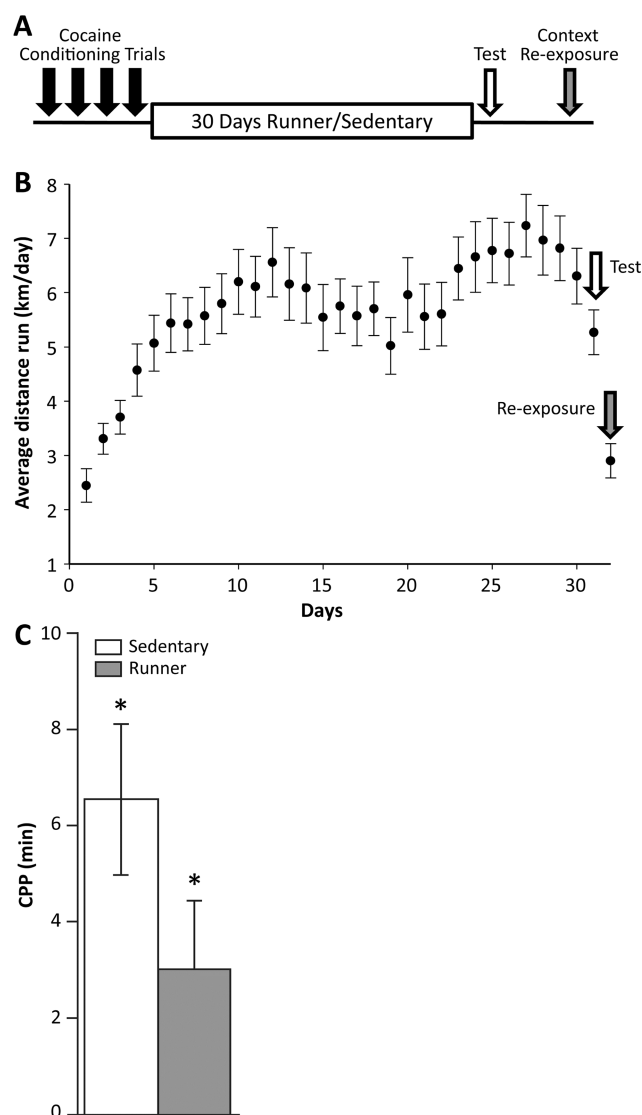 A
Cocaine
Conditioning Trials
Test
Context
Re-exposure
30 Days Runner/Sedentary
B
8
7
6
5
4
3
2
1
Average distance run (km/day)
Test
Re-exposure
0 5 10 15 20 25 30
Days
C
10
8
6
4
2
0
CPP (min)
Sedentary
Runner
*
*